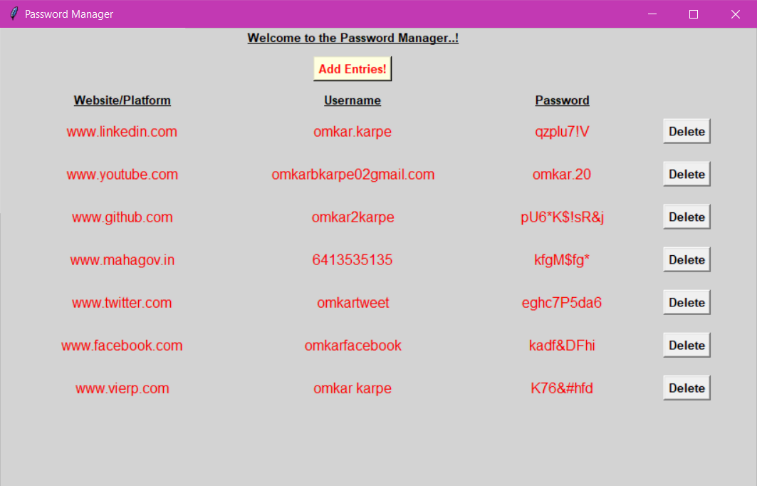 Password Manager
Welcome to the Password Manager..!
Add Entries!
Website/Platform Username Password
www.linkedin.com omkar.karpe qzplu7!V Delete
www.youtube.com omkarbkarpe02gmail.com omkar.20 Delete
www.github.com omkar2karpe pU6*K$!sR&j Delete
www.mahagov.in 6413535135 kfgM$fg* Delete
www.twitter.com omkartweet eghc7P5da6 Delete
www.facebook.com omkarfacebook kadf&DFhi Delete
www.vierp.com omkar karpe K76&#hfd Delete